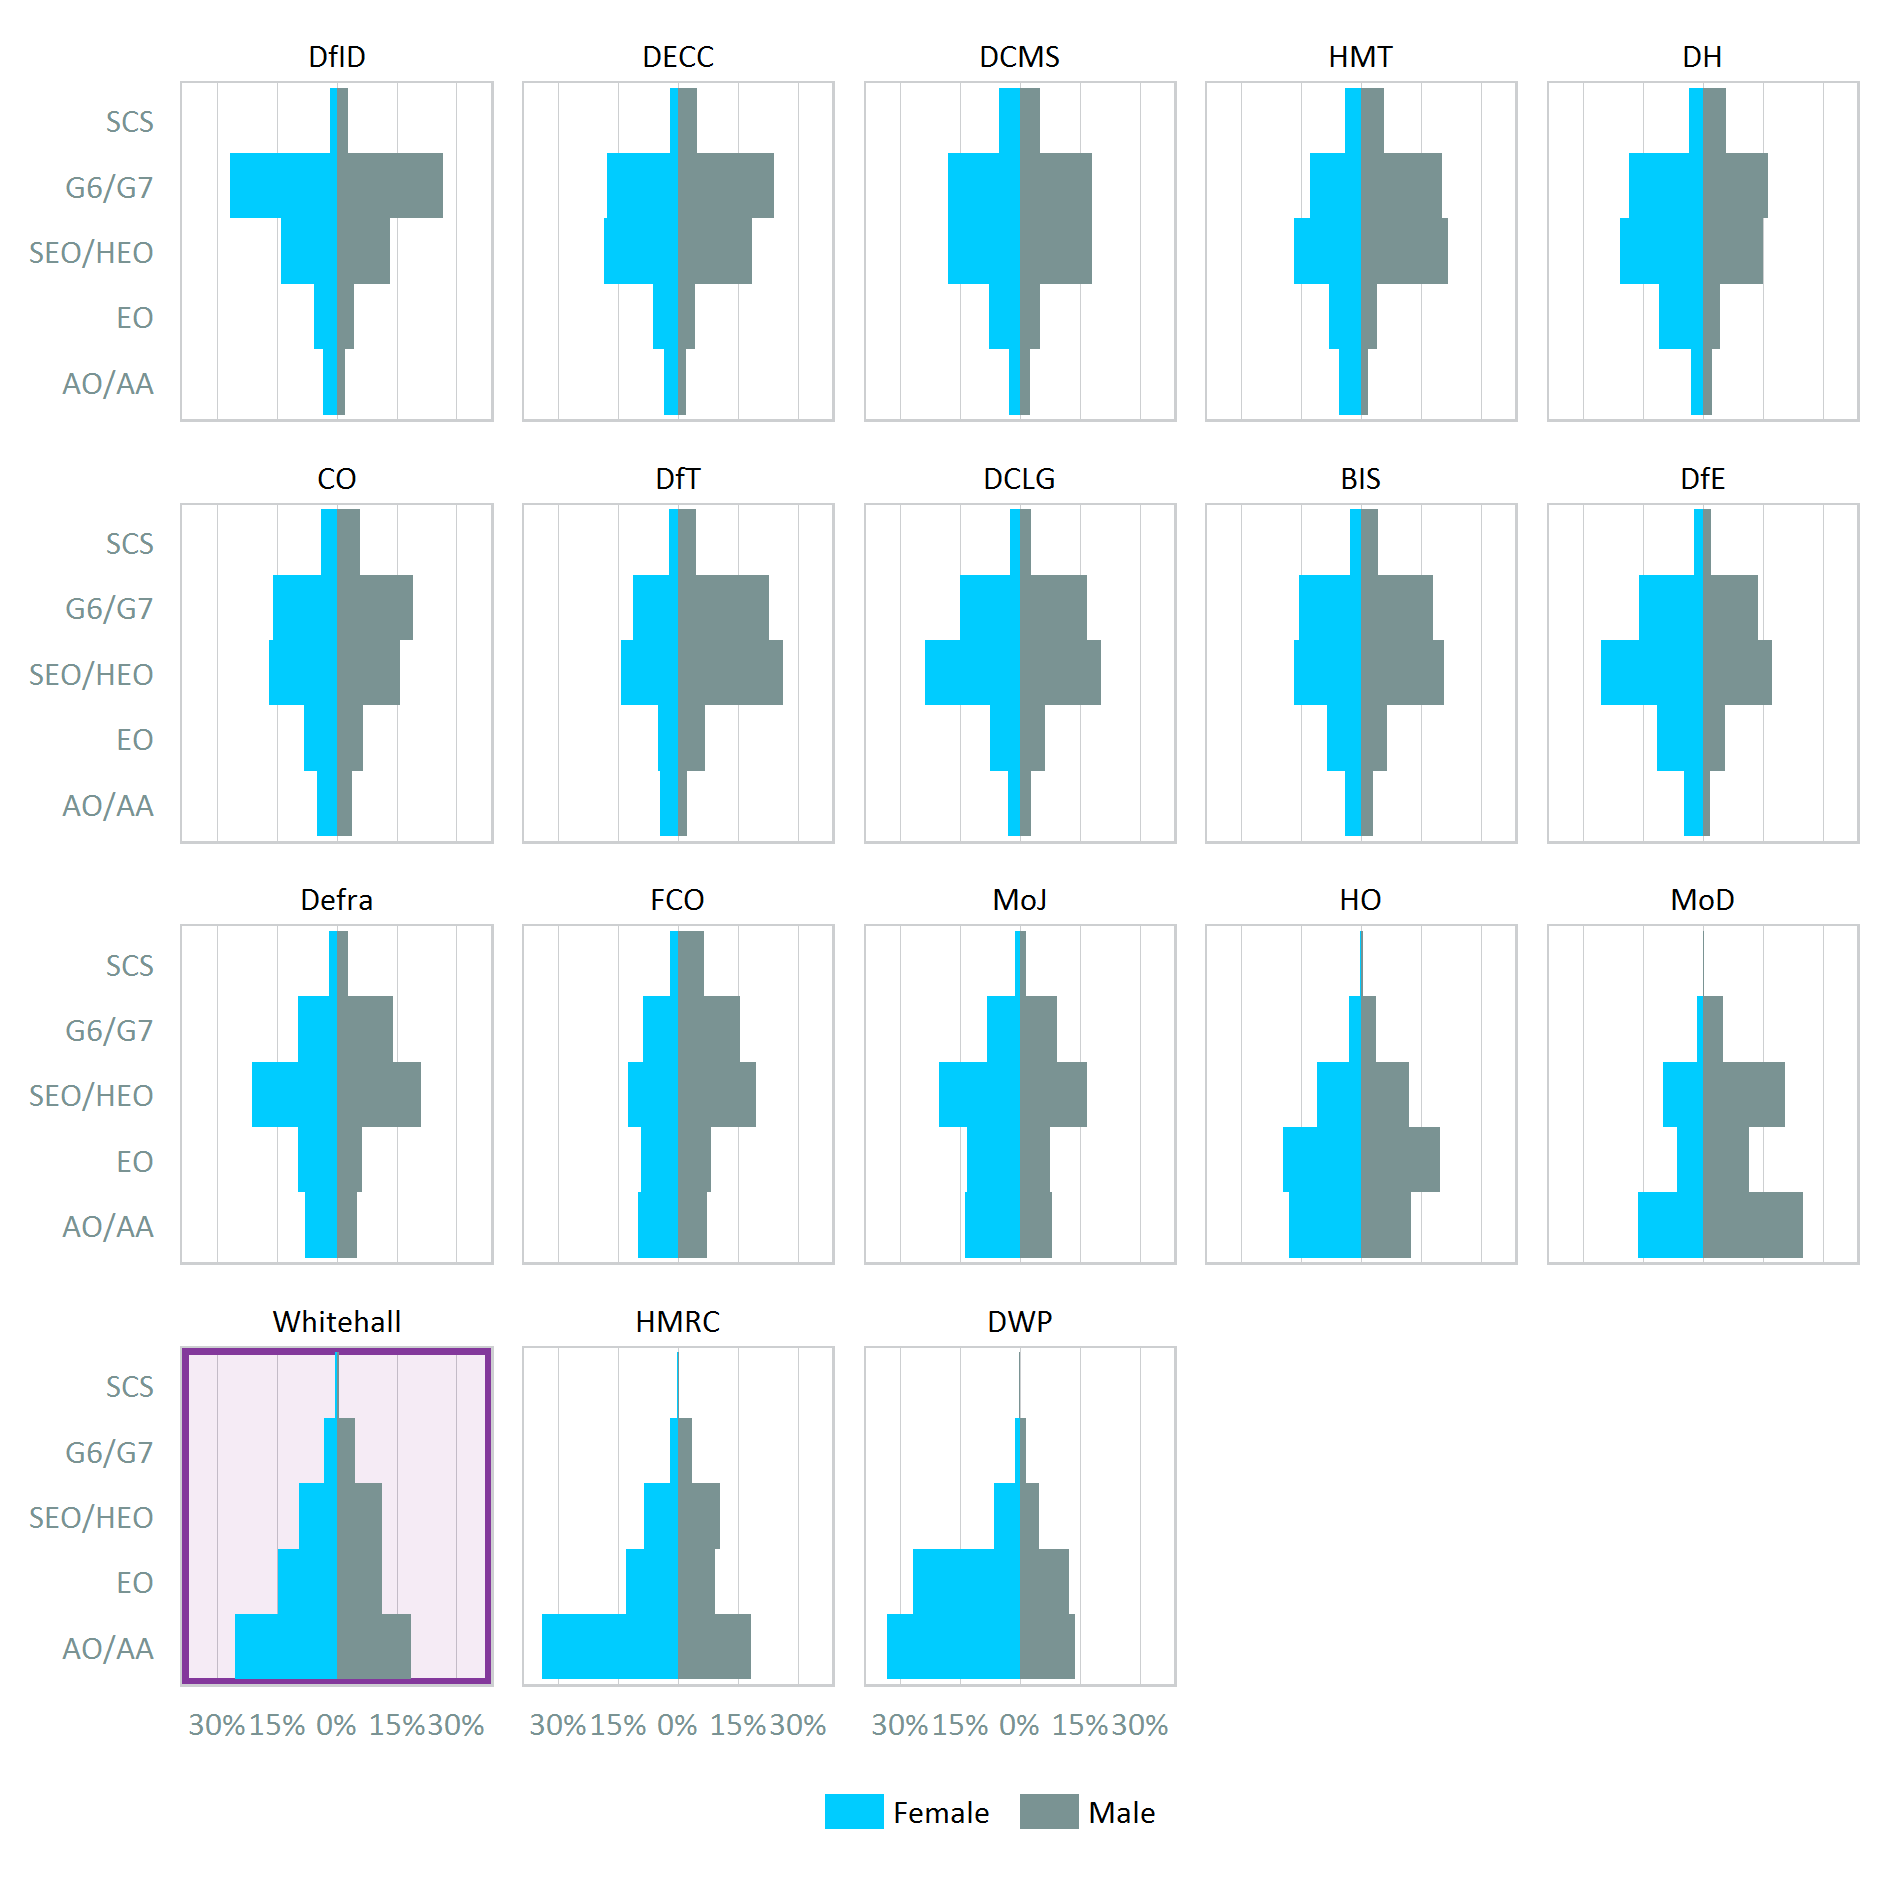 DfID DECC DCMS HMT DH
SCS
G6/G7
SEO/HEO
EO
AO/AA
CO DfT DCLG BIS DfE
SCS
G6/G7
SEO/HEO
EO
AO/AA
Defra FCO MoJ HO MoD
SCS
G6/G7
SEO/HEO
EO
AO/AA
Whitehall HMRC DWP
SCS
G6/G7
SEO/HEO
EO
AO/AA
30% 15% 0% 15% 30% 30% 15% 0% 15% 30% 30% 15% 0% 15% 30%
Female Male